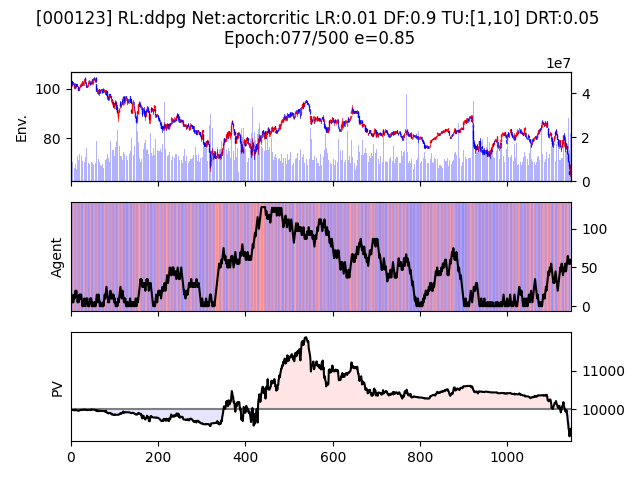 [000123] RL:ddpg Net:actorcritic LR:0.01 DF:0.9 TU:[1,10] DRT:0.05
Epoch:077/500 e=0.85
1e7
Env.
100
80
4
2
0
Agent
100
50
0
PV
11000
10000
0 200 400 600 800 1000